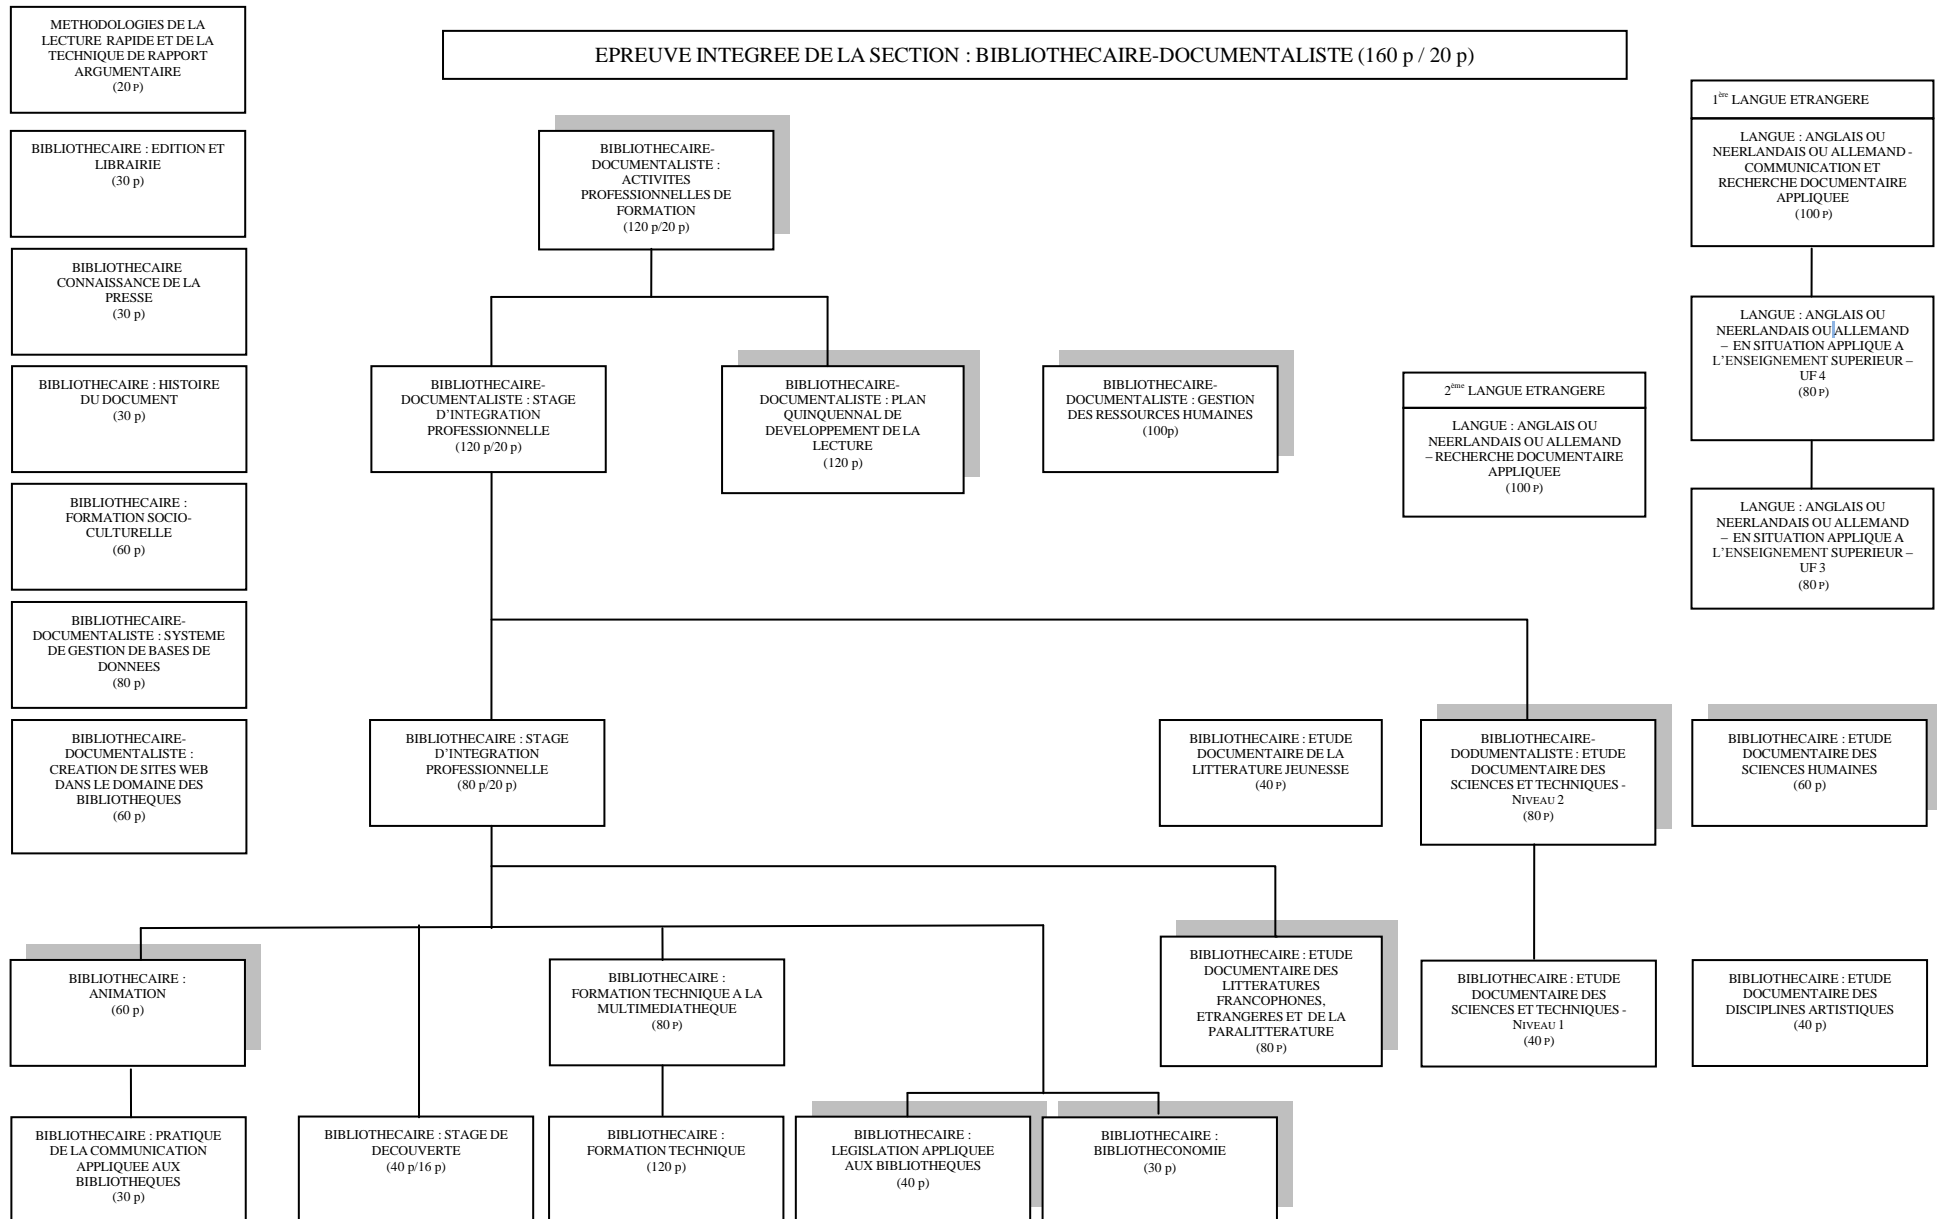 METHODOLOGIES DE LA
LECTURE RAPIDE ET DE LA
TECHNIQUE DE RAPPORT
ARGUMENTAIRE
(20 P)
EPREUVE INTEGREE DE LA SECTION : BIBLIOTHECAIRE-DOCUMENTALISTE (160 p / 20 p)
1ère LANGUE ETRANGERE
LANGUE : ANGLAIS OU
NEERLANDAIS OU ALLEMAND -
COMMUNICATION ET
RECHERCHE DOCUMENTAIRE
APPLIQUEE
(100 P)
BIBLIOTHECAIRE : EDITION ET
LIBRAIRIE
(30 p)
BIBLIOTHECAIRE-
DOCUMENTALISTE :
ACTIVITES
PROFESSIONNELLES DE
FORMATION
(120 p/20 p)
BIBLIOTHECAIRE
CONNAISSANCE DE LA
PRESSE
(30 p)
LANGUE : ANGLAIS OU
NEERLANDAIS OU ALLEMAND
– EN SITUATION APPLIQUE A
L'ENSEIGNEMENT SUPERIEUR –
UF 4
(80 P)
BIBLIOTHECAIRE : HISTOIRE
DU DOCUMENT
(30 p)
BIBLIOTHECAIRE-
DOCUMENTALISTE : STAGE
D'INTEGRATION
PROFESSIONNELLE
(120 p/20 p)
BIBLIOTHECAIRE-
DOCUMENTALISTE : PLAN
QUINQUENNAL DE
DEVELOPPEMENT DE LA
LECTURE
(120 p)
BIBLIOTHECAIRE-
DOCUMENTALISTE : GESTION
DES RESSOURCES HUMAINES
(100p)
2ème LANGUE ETRANGERE
LANGUE : ANGLAIS OU
NEERLANDAIS OU ALLEMAND
– RECHERCHE DOCUMENTAIRE
APPLIQUEE
(100 P)
BIBLIOTHECAIRE :
FORMATION SOCIO-
CULTURELLE
(60 p)
LANGUE : ANGLAIS OU
NEERLANDAIS OU ALLEMAND
– EN SITUATION APPLIQUE A
L'ENSEIGNEMENT SUPERIEUR –
UF 3
(80 P)
BIBLIOTHECAIRE-
DOCUMENTALISTE : SYSTEME
DE GESTION DE BASES DE
DONNEES
(80 p)
BIBLIOTHECAIRE-
DOCUMENTALISTE :
CREATION DE SITES WEB
DANS LE DOMAINE DES
BIBLIOTHEQUES
(60 p)
BIBLIOTHECAIRE : STAGE
D'INTEGRATION
PROFESSIONNELLE
(80 p/20 p)
BIBLIOTHECAIRE : ETUDE
DOCUMENTAIRE DE LA
LITTERATURE JEUNESSE
(40 P)
BIBLIOTHECAIRE-
DODUMENTALISTE : ETUDE
DOCUMENTAIRE DES
SCIENCES ET TECHNIQUES -
NIVEAU 2
(80 P)
BIBLIOTHECAIRE : ETUDE
DOCUMENTAIRE DES
SCIENCES HUMAINES
(60 p)
BIBLIOTHECAIRE :
ANIMATION
(60 p)
BIBLIOTHECAIRE :
FORMATION TECHNIQUE A LA
MULTIMEDIATHEQUE
(80 P)
BIBLIOTHECAIRE : ETUDE
DOCUMENTAIRE DES
LITTERATURES
FRANCOPHONES,
ETRANGERES ET DE LA
PARALITTERATURE
(80 P)
BIBLIOTHECAIRE : ETUDE
DOCUMENTAIRE DES
SCIENCES ET TECHNIQUES -
NIVEAU 1
(40 P)
BIBLIOTHECAIRE : ETUDE
DOCUMENTAIRE DES
DISCIPLINES ARTISTIQUES
(40 p)
BIBLIOTHECAIRE : PRATIQUE
DE LA COMMUNICATION
APPLIQUEE AUX
BIBLIOTHEQUES
(30 p)
BIBLIOTHECAIRE : STAGE DE
DECOUVERTE
(40 p/16 p)
BIBLIOTHECAIRE :
FORMATION TECHNIQUE
(120 p)
BIBLIOTHECAIRE :
LEGISLATION APPLIQUEE
AUX BIBLIOTHEQUES
(40 p)
BIBLIOTHECAIRE :
BIBLIOTHECONOMIE
(30 p)